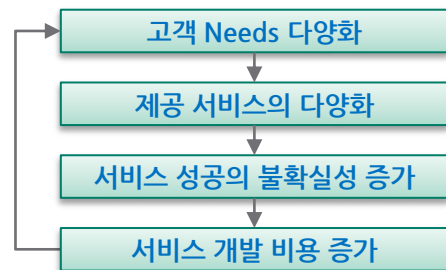 고객 Needs 다양화
제공 서비스의 다양화
서비스 성공의 불확실성 증가
서비스 개발 비용 증가